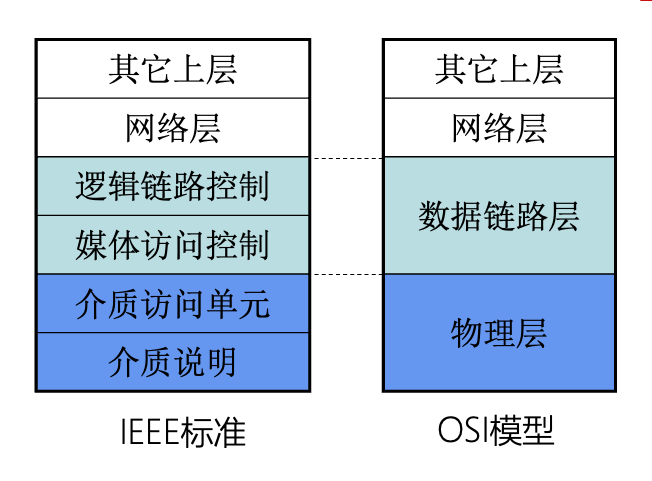 其它上层
网络层
逻辑链路控制
媒体访问控制
介质访问单元
介质说明
IEEE标准
其它上层
网络层
数据链路层
物理层
OSI模型